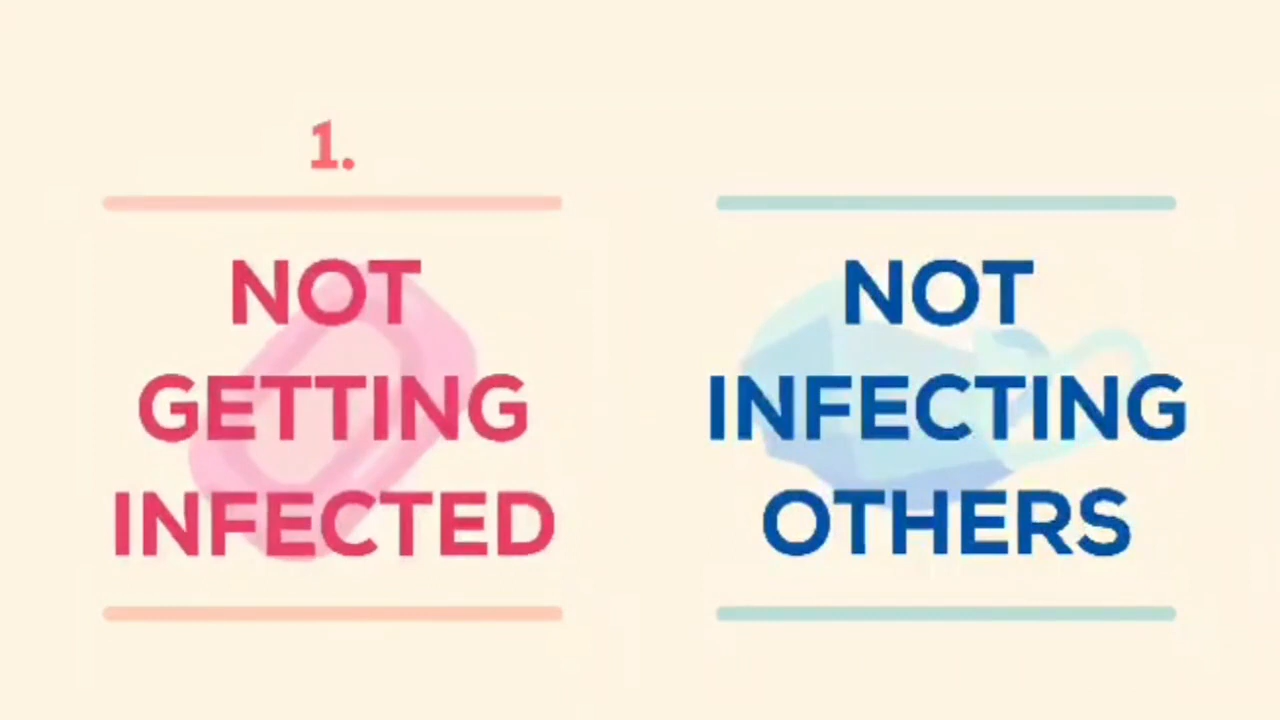 1.
NOT
GETTING
INFECTED
NOT
INFECTING
OTHERS